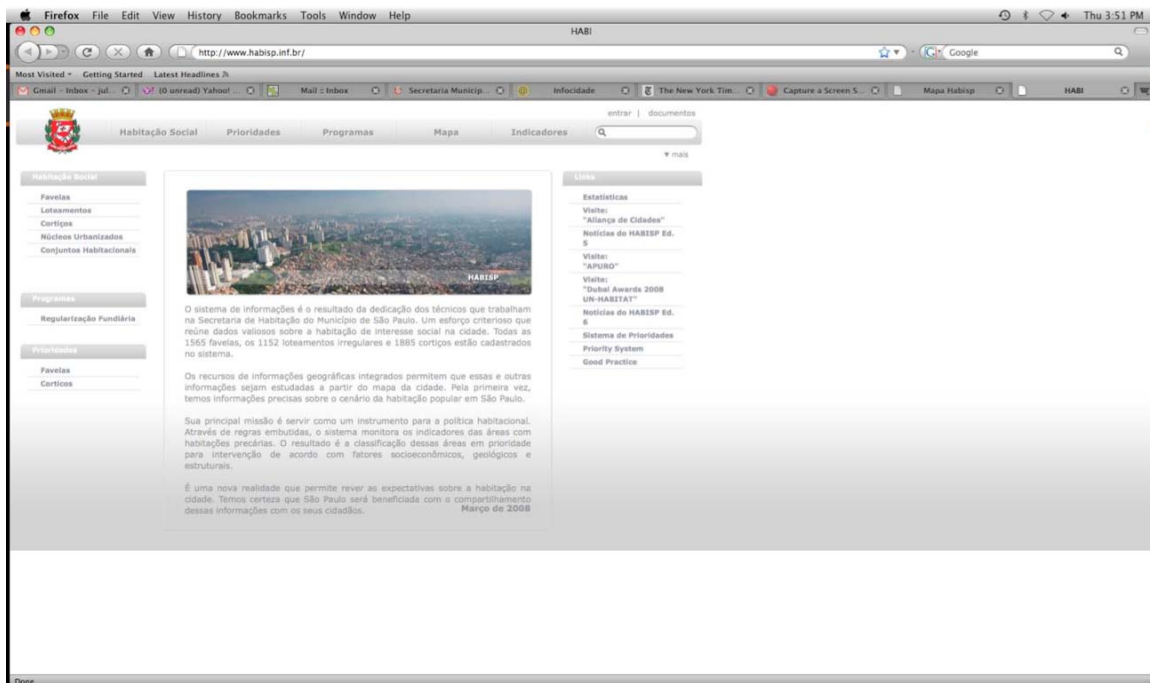 Firefox File Edit View History Bookmarks Tools Window Help
Thu 3:51 PM
HABI
http://www.habisp.inf.br/
Google
Most Visited Getting Started Latest Headlines
Gmail - Inbox - jul... (0 unread) Yahoo! ... Mail :: Inbox Secretaria Municip... Infocidade The New York Tim... Capture a Screen S... Mapa Habisp HABI
entrar | documentos
Habitação Social Prioridades Programas Mapa Indicadores
mais
Habitação Social
Favelas
Loteamentos
Cortiços
Núcleos Urbanizados
Conjuntos Habitacionais
Programas
Regularização Fundiária
Prioridades
Favelas
Corticos
HABISP
O sistema de informações é o resultado da dedicação dos técnicos que trabalham
na Secretaria de Habitação do Município de São Paulo. Um esforço criterioso que
reúne dados valiosos sobre a habitação de interesse social na cidade. Todas as
1565 favelas, os 1152 loteamentos irregulares e 1885 cortiços estão cadastrados
no sistema.
Os recursos de informações geográficas integrados permitem que essas e outras
informações sejam estudadas a partir do mapa da cidade. Pela primeira vez,
temos informações precisas sobre o cenário da habitação popular em São Paulo.
Sua principal missão é servir como um instrumento para a política habitacional.
Através de regras embutidas, o sistema monitora os indicadores das áreas com
habitações precárias. O resultado é a classificação dessas áreas em prioridade
para intervenção de acordo com fatores socioeconômicos, geológicos e
estruturais.
É uma nova realidade que permite rever as expectativas sobre a habitação na
cidade. Temos certeza que São Paulo será beneficiada com o compartilhamento
dessas informações com os seus cidadãos.
Março de 2008
Links
Estatísticas
Visite:
"Aliança de Cidades"
Notícias do HABISP Ed.
5
Visite:
"APURO"
Visite:
"Dubai Awards 2008
UN-HABITAT"
Notícias do HABISP Ed.
6
Sistema de Prioridades
Priority System
Good Practice
Done